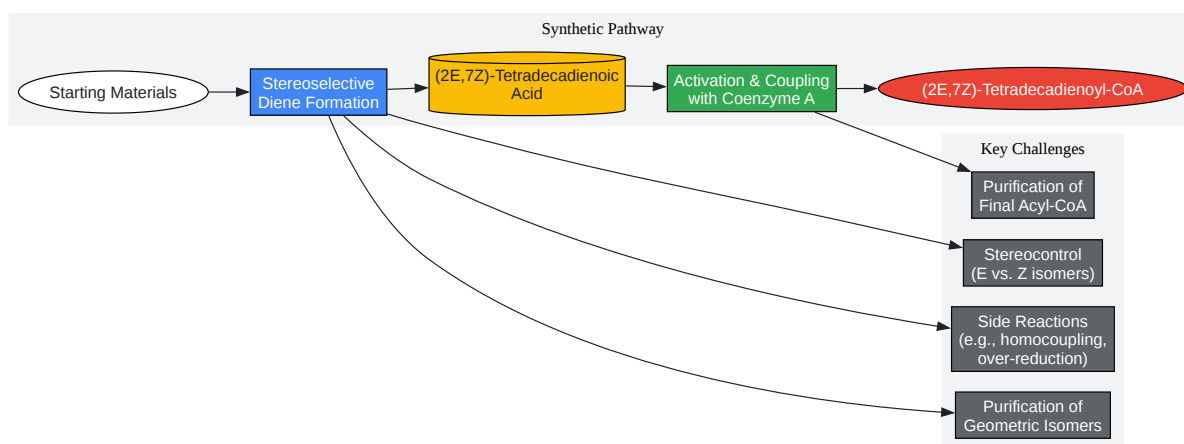 Synthetic Pathway
Starting Materials
Stereoselective
Diene Formation
(2E,7Z)-Tetradecadienoic
Acid
Activation & Coupling
with Coenzyme A
(2E,7Z)-Tetradecadienoyl-CoA
Key Challenges
Purification of
Final Acyl-CoA
Stereocontrol
(E vs. Z isomers)
Side Reactions
(e.g., homocoupling,
over-reduction)
Purification of
Geometric Isomers